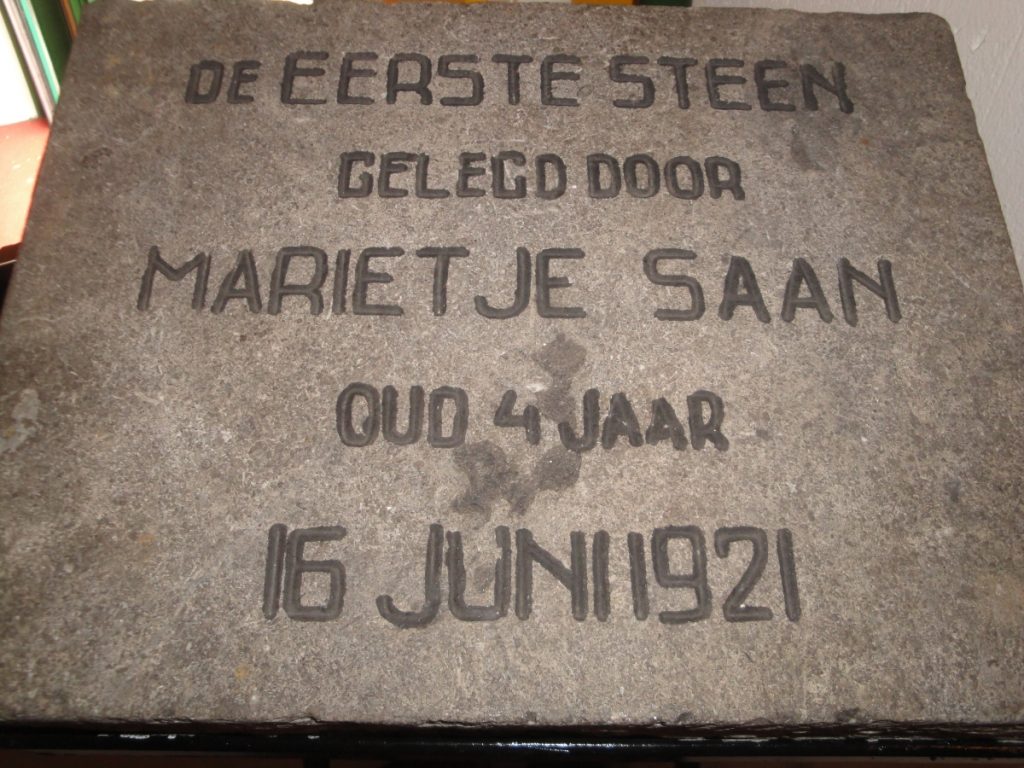 DE EERSTE STEEN
GELEGD DOOR
MARIETJE SAAN
OUD 4 JAAR
16 JUNI 1921